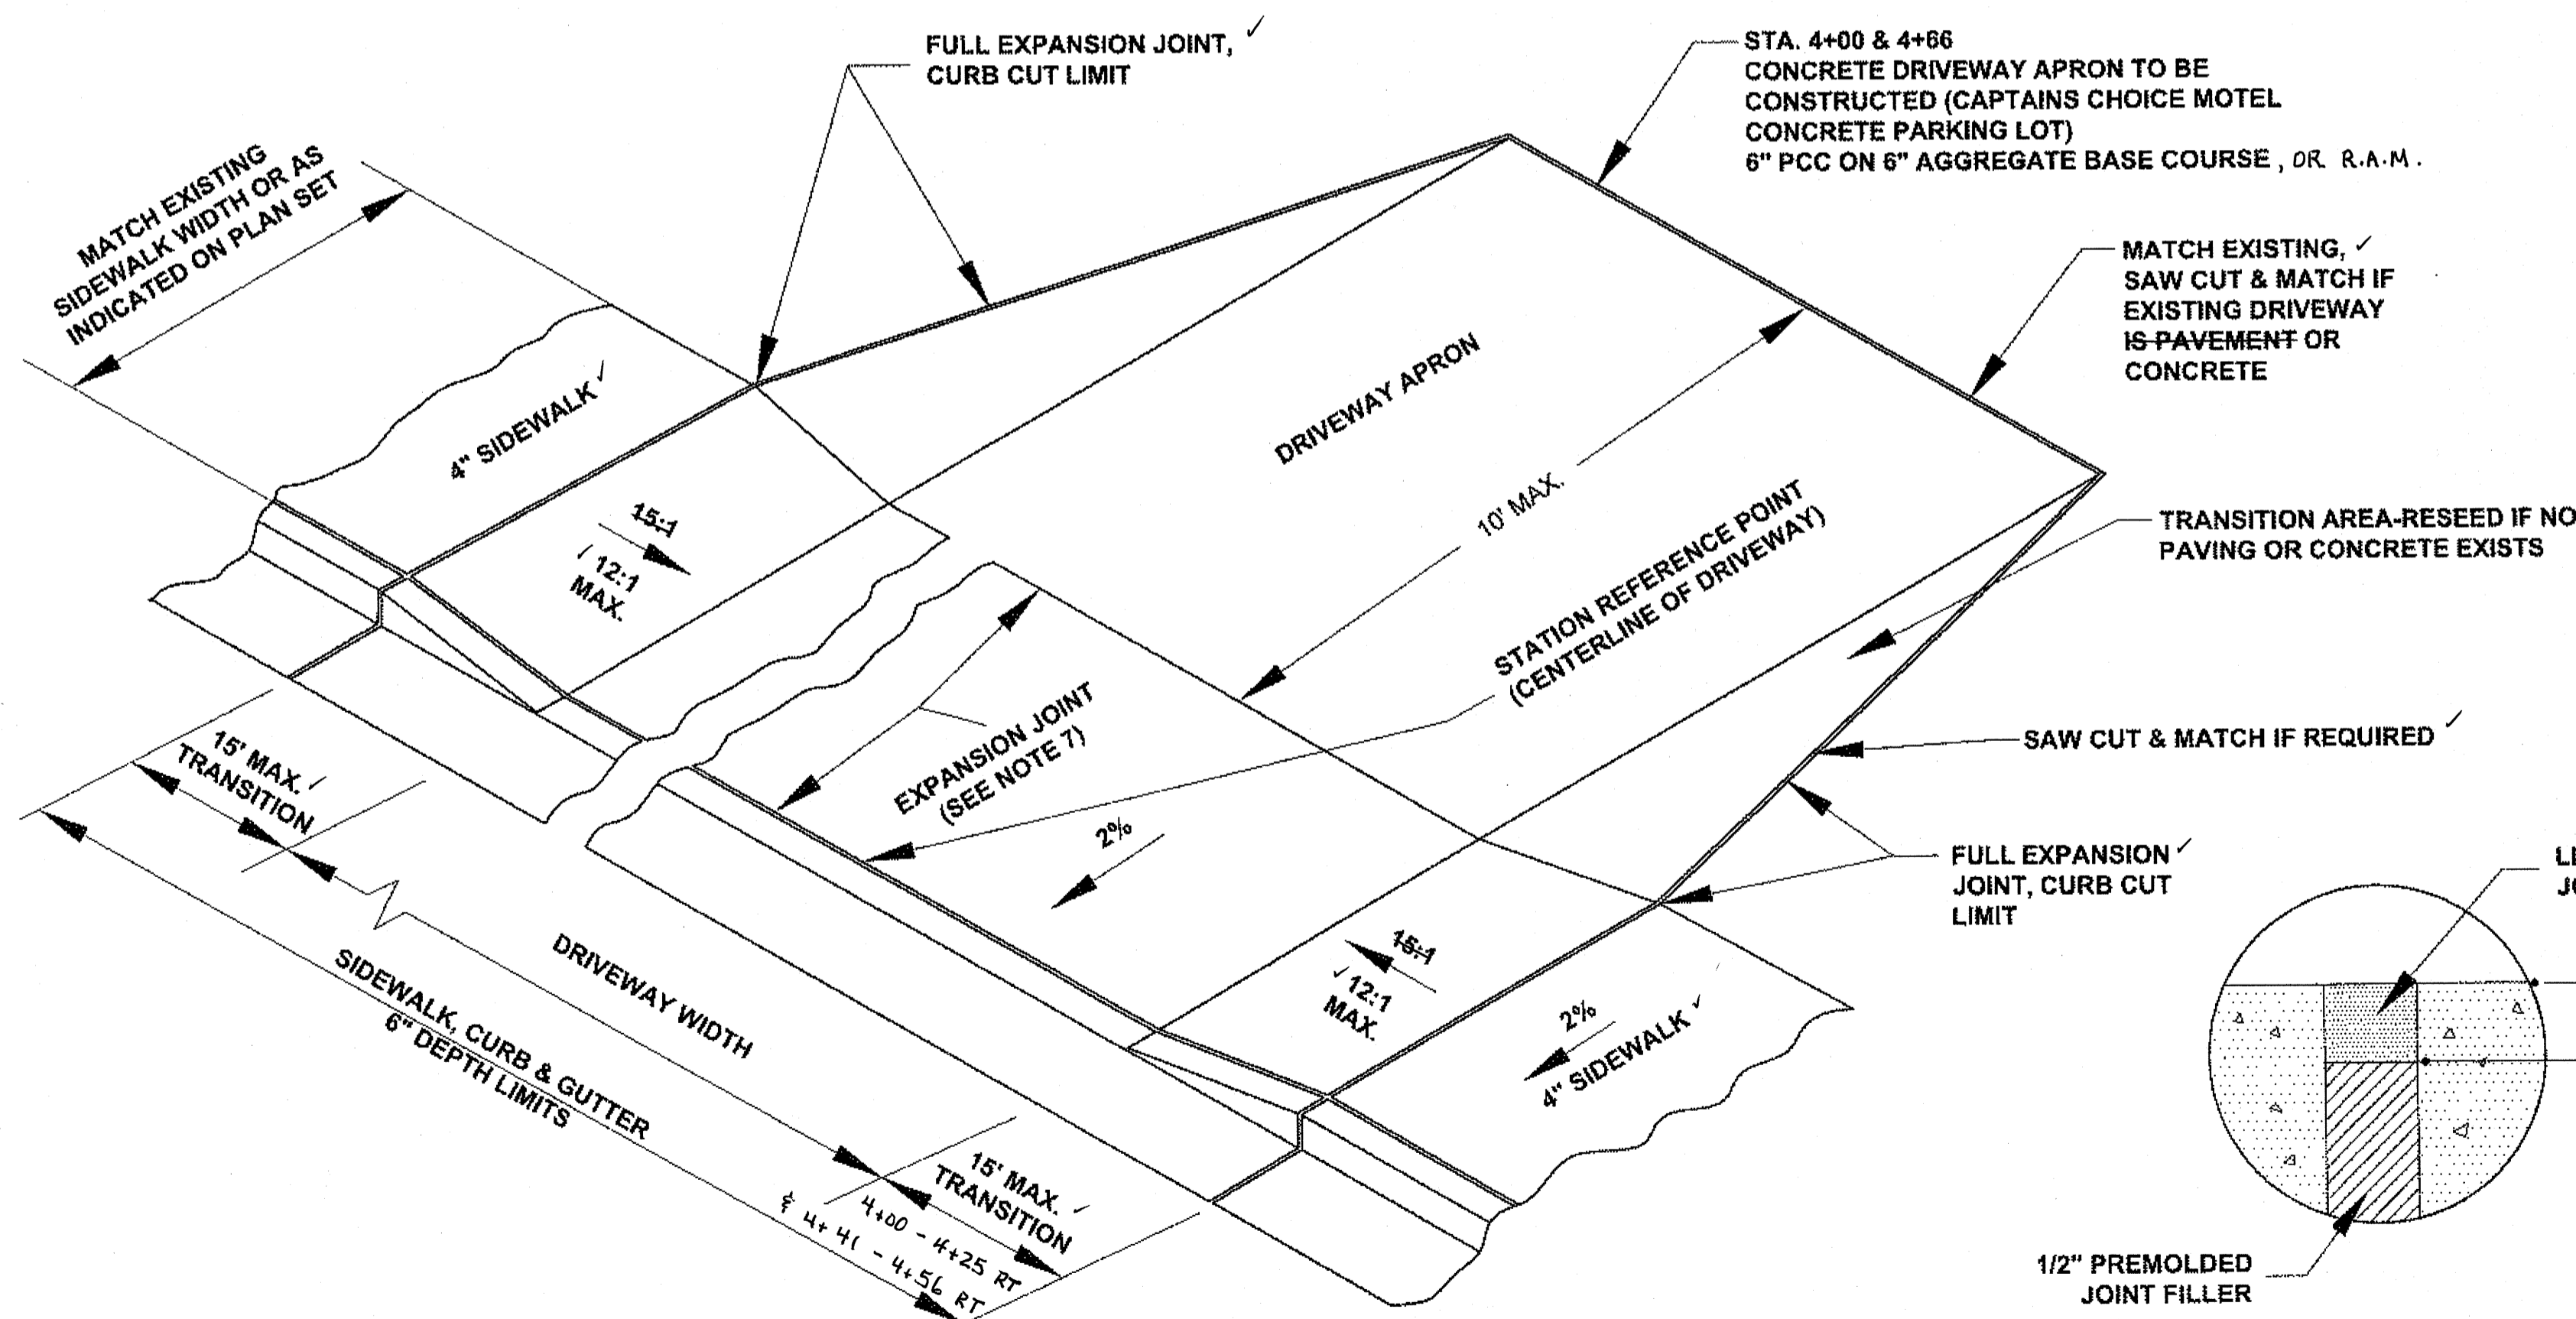 FULL EXPANSION JOINT, ✓
CURB CUT LIMIT
STA. 4+00 & 4+66
CONCRETE DRIVEWAY APRON TO BE
CONSTRUCTED (CAPTAINS CHOICE MOTEL
CONCRETE PARKING LOT)
6" PCC ON 6" AGGREGATE BASE COURSE , OR R.A.M.
MATCH EXISTING
SIDEWALK WIDTH OR AS
INDICATED ON PLAN SET
MATCH EXISTING, ✓
SAW CUT & MATCH IF
EXISTING DRIVEWAY
IS PAVEMENT OR
CONCRETE
4" SIDEWALK ✓
DRIVEWAY APRON
15:1
✓ 12:1
MAX.
10' MAX.
STATION REFERENCE POINT
(CENTERLINE OF DRIVEWAY)
TRANSITION AREA-RESEED IF NO
PAVING OR CONCRETE EXISTS
EXPANSION JOINT
(SEE NOTE 7)
SAW CUT & MATCH IF REQUIRED ✓
15' MAX. ✓
TRANSITION
2%
FULL EXPANSION ✓
JOINT, CURB CUT
LIMIT
DRIVEWAY WIDTH
SIDEWALK, CURB & GUTTER
6" DEPTH LIMITS
15:1
✓ 12:1
MAX.
2%
4" SIDEWALK ✓
15' MAX. ✓
TRANSITION
4+00 - 4+25 RT
& 4+41 - 4+56 RT
1/2" PREMOLDED
JOINT FILLER